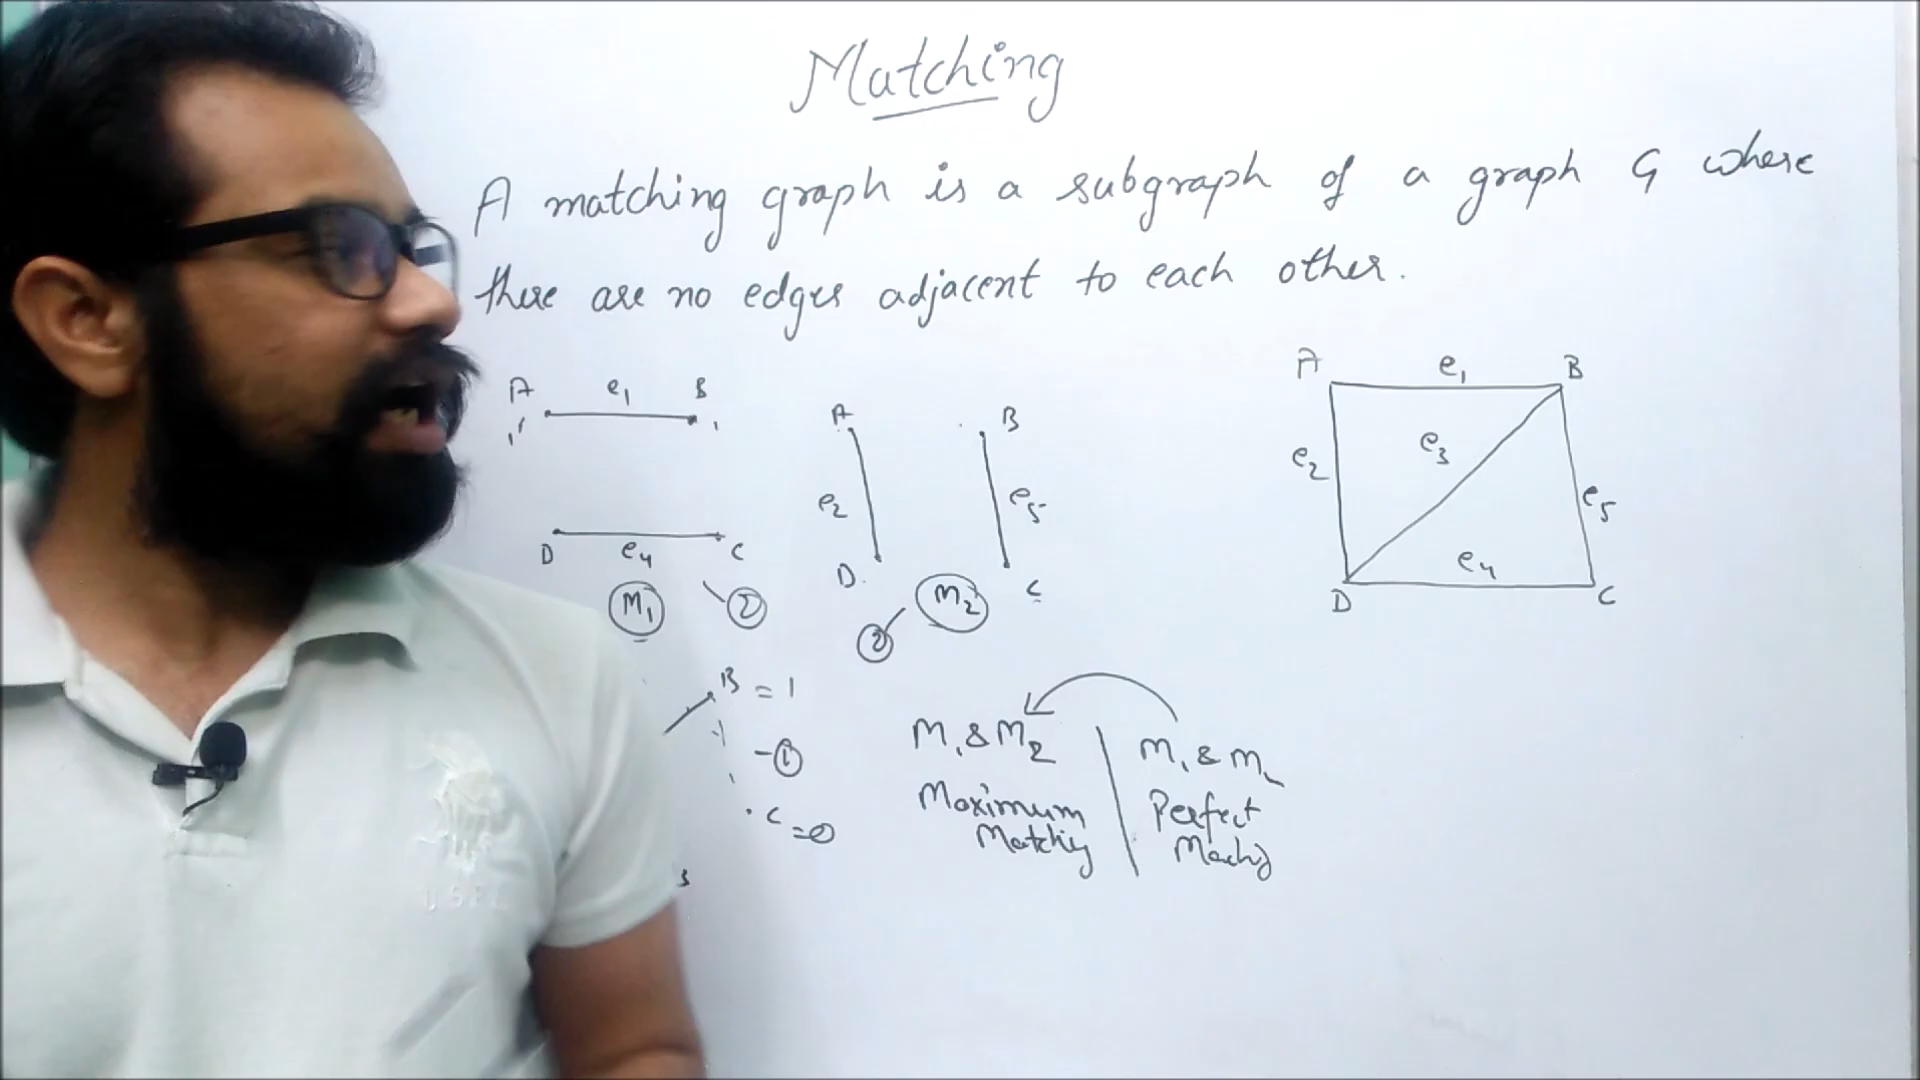 Matching
A matching graph is a subgraph of a graph G where
there are no edges adjacent to each other.
A e1 B
D e4 C
M1 2
A B
e2 e5
D. C
2 M2
A e1 B
e2 e3 e5
D e4 C
B = 1
- 1
C = 0
M1 & M2
Maximum
M1 & M2
Perfect